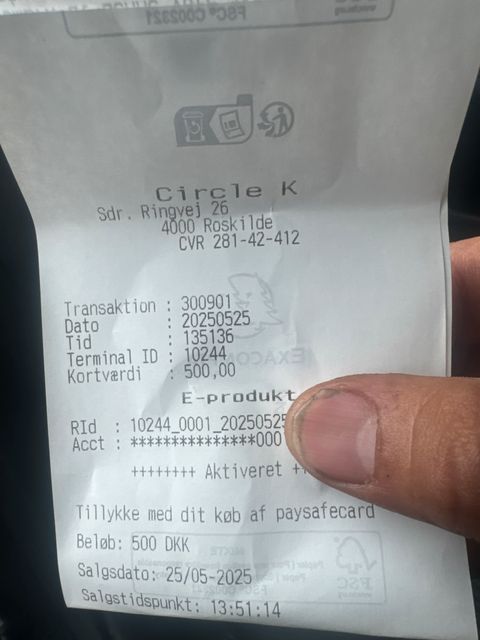 Circle K
Sdr. Ringvej 26
4000 Roskilde
CVR 281-42-412
Transaktion : 300901
Dato : 20250525
Tid : 135136
Terminal ID : 10244
Kortværdi : 500,00
E-produkt
RId : 10244_0001_20250525
Acct : ***************000
++++++++ Aktiveret +
Tillykke med dit køb af paysafecard
Beløb: 500 DKK
Salgsdato: 25/05-2025
Salgstidspunkt: 13:51:14